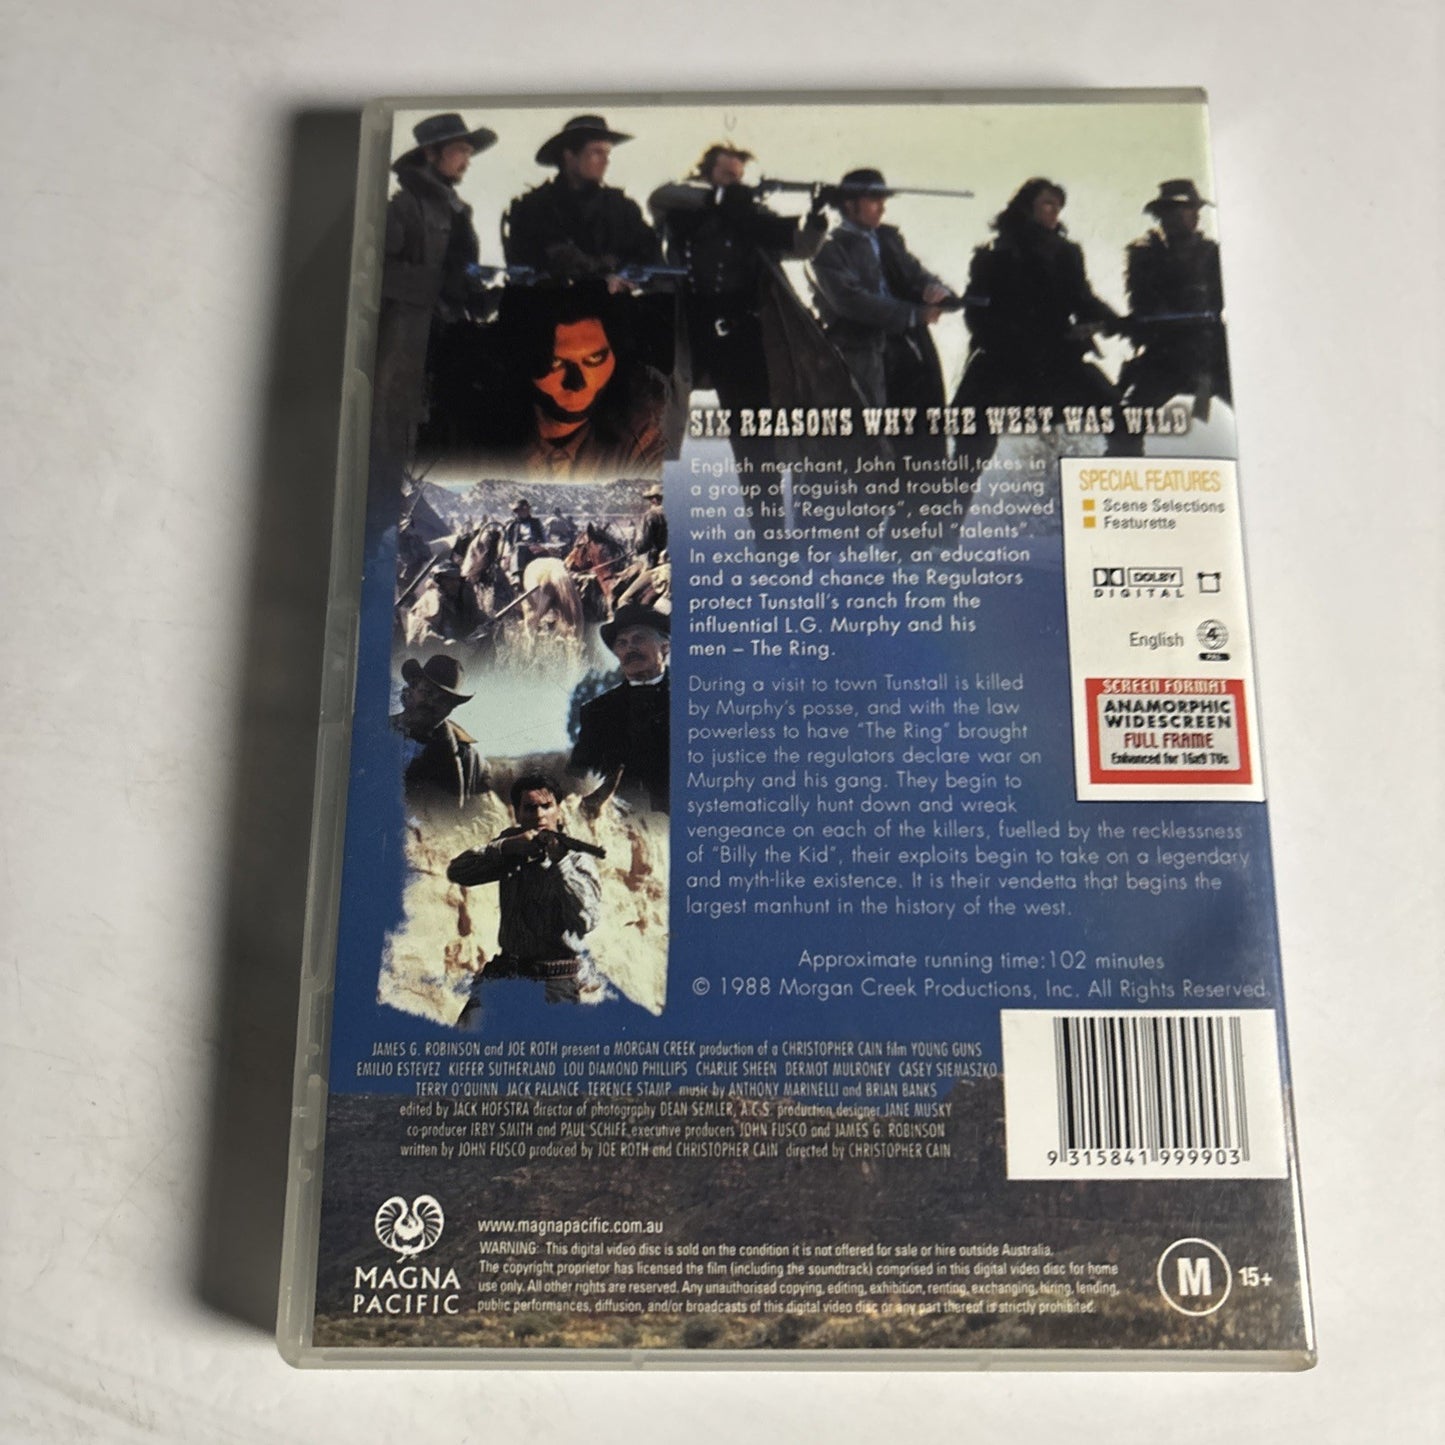 SIX REASONS WHY THE WEST WAS WILD
English merchant, John Tunstall, takes in
a group of roguish and troubled young
men as his "Regulators", each endowed
with an assortment of useful "talents".
In exchange for shelter, an education
and a second chance the Regulators
protect Tunstall's ranch from the
influential L.G. Murphy and his
men – The Ring.
During a visit to town Tunstall is killed
by Murphy's posse, and with the law
powerless to have "The Ring" brought
to justice the regulators declare war on
Murphy and his gang. They begin to
systematically hunt down and wreak
vengeance on each of the killers, fuelled by the recklessness
of "Billy the Kid", their exploits begin to take on a legendary
and myth-like existence. It is their vendetta that begins the
largest manhunt in the history of the west.
SPECIAL FEATURES
Scene Selections
Featurette
DOLBY
DIGITAL
English
4
PAL
SCREEN FORMAT
ANAMORPHIC
WIDESCREEN
FULL FRAME
Enhanced for 16x9 TVs
Approximate running time: 102 minutes
© 1988 Morgan Creek Productions, Inc. All Rights Reserved.
JAMES G. ROBINSON and JOE ROTH present a MORGAN CREEK production of a CHRISTOPHER CAIN film YOUNG GUNS
EMILIO ESTEVEZ KIEFER SUTHERLAND LOU DIAMOND PHILLIPS CHARLIE SHEEN DERMOT MULRONEY CASEY SIEMASZKO
TERRY O'QUINN JACK PALANCE TERENCE STAMP music by ANTHONY MARINELLI and BRIAN BANKS
edited by JACK HOFSTRA director of photography DEAN SEMLER, A.C.S. production designer JANE MUSKY
co-producer IRBY SMITH and PAUL SCHIFF executive producers JOHN FUSCO and JAMES G. ROBINSON
written by JOHN FUSCO produced by JOE ROTH and CHRISTOPHER CAIN directed by CHRISTOPHER CAIN
9 315841 999903
MAGNA
PACIFIC
www.magnapacific.com.au
WARNING: This digital video disc is sold on the condition it is not offered for sale or hire outside Australia.
The copyright proprietor has licensed the film (including the soundtrack) comprised in this digital video disc for home
use only. All other rights are reserved. Any unauthorised copying, editing, exhibition, renting, exchanging, hiring, lending,
public performances, diffusion, and/or broadcasts of this digital video disc or any part thereof is strictly prohibited.
M 15+